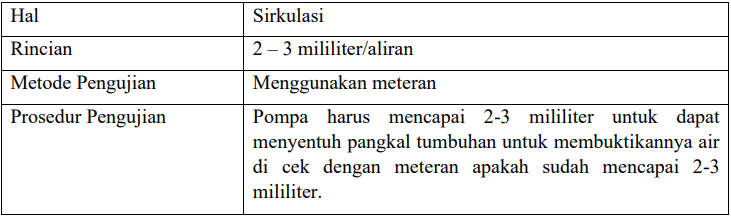 Hal Sirkulasi
Rincian 2 – 3 mililiter/aliran
Metode Pengujian Menggunakan meteran
Prosedur Pengujian Pompa harus mencapai 2-3 mililiter untuk dapat
menyentuh pangkal tumbuhan untuk membuktikannya air
di cek dengan meteran apakah sudah mencapai 2-3
mililiter.